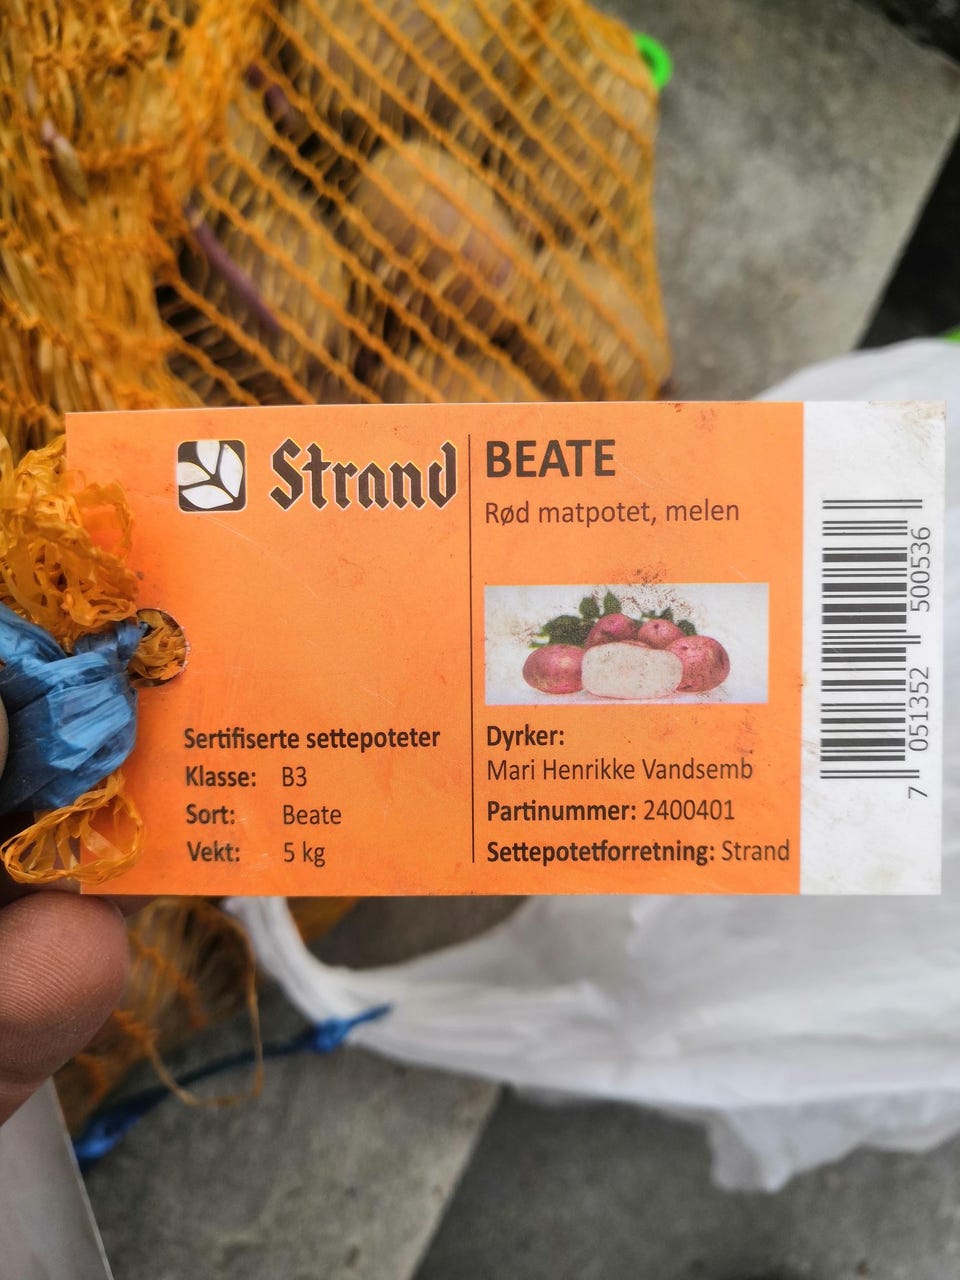 Strand
Sertifiserte settepoteter
Klasse: B3
Sort: Beate
Vekt: 5 kg
BEATE
Rød matpotet, melen
Dyrker:
Mari Henrikke Vandsemb
Partinummer: 2400401
Settepotetforretning: Strand
7 051352 500536